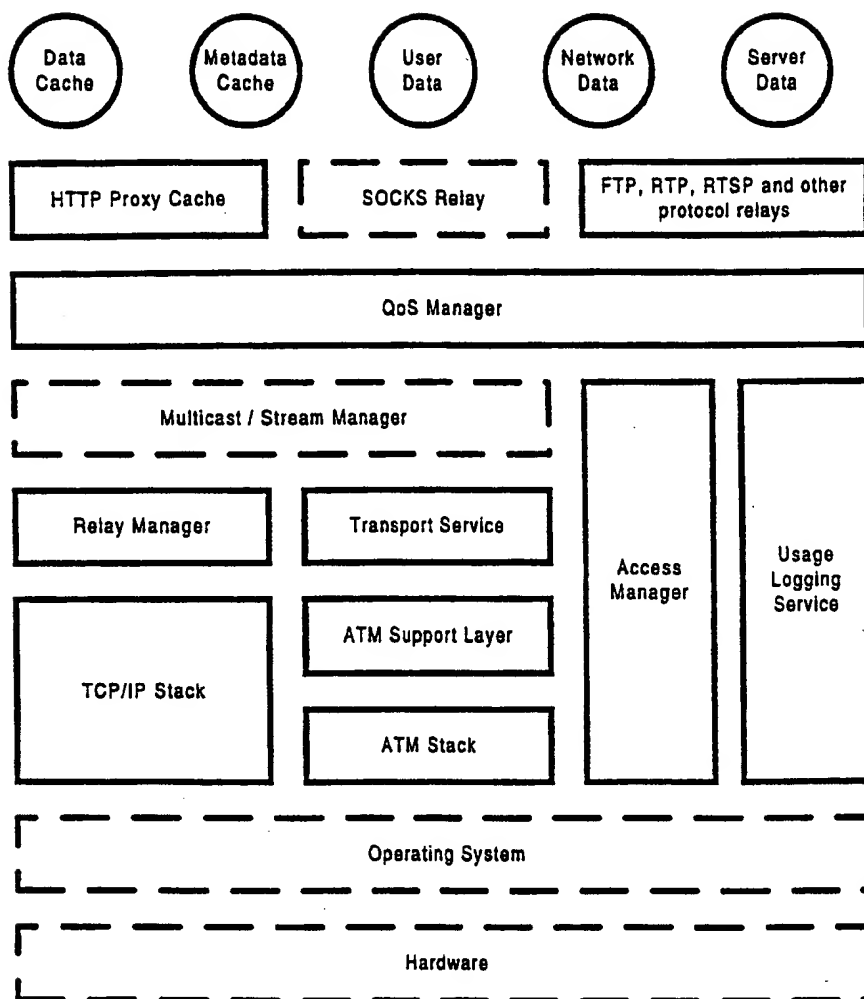 Data
Cache
Metadata
Cache
User
Data
Network
Data
Server
Data
HTTP Proxy Cache
SOCKS Relay
FTP, RTP, RTSP and other
protocol relays
QoS Manager
Multicast / Stream Manager
Relay Manager
Transport Service
Access
Manager
Usage
Logging
Service
TCP/IP Stack
ATM Support Layer
ATM Stack
Operating System
Hardware